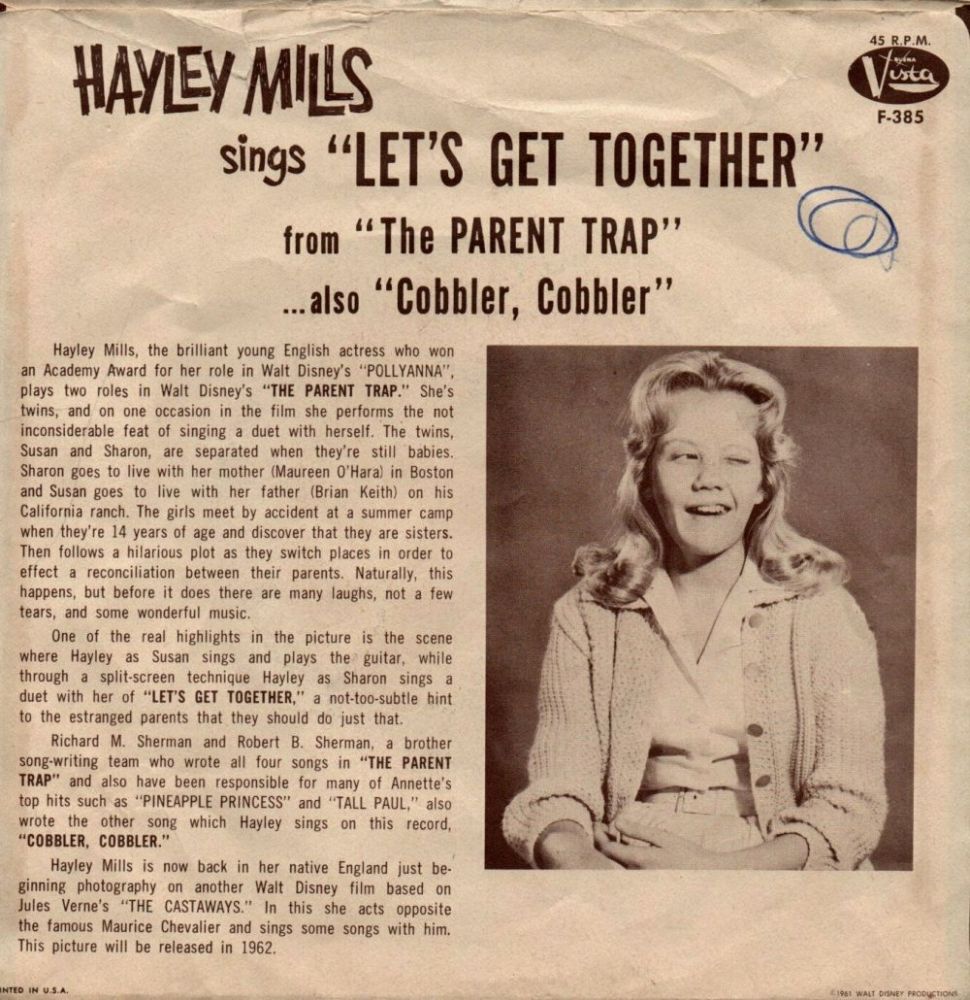 HAYLEY MILLS
45 R.P.M.
BUENA
Vista
F-385
sings “LET'S GET TOGETHER”
from “The PARENT TRAP”
...also “Cobbler, Cobbler”
Hayley Mills, the brilliant young English actress who won
an Academy Award for her role in Walt Disney's “POLLYANNA”,
plays two roles in Walt Disney's “THE PARENT TRAP.” She's
twins, and on one occasion in the film she performs the not
inconsiderable feat of singing a duet with herself. The twins,
Susan and Sharon, are separated when they're still babies.
Sharon goes to live with her mother (Maureen O'Hara) in Boston
and Susan goes to live with her father (Brian Keith) on his
California ranch. The girls meet by accident at a summer camp
when they're 14 years of age and discover that they are sisters.
Then follows a hilarious plot as they switch places in order to
effect a reconciliation between their parents. Naturally, this
happens, but before it does there are many laughs, not a few
tears, and some wonderful music.
One of the real highlights in the picture is the scene
where Hayley as Susan sings and plays the guitar, while
through a split-screen technique Hayley as Sharon sings a
duet with her of “LET'S GET TOGETHER,” a not-too-subtle hint
to the estranged parents that they should do just that.
Richard M. Sherman and Robert B. Sherman, a brother
song-writing team who wrote all four songs in “THE PARENT
TRAP” and also have been responsible for many of Annette's
top hits such as “PINEAPPLE PRINCESS” and “TALL PAUL,” also
wrote the other song which Hayley sings on this record,
“COBBLER, COBBLER.”
Hayley Mills is now back in her native England just be-
ginning photography on another Walt Disney film based on
Jules Verne's “THE CASTAWAYS.” In this she acts opposite
the famous Maurice Chevalier and sings some songs with him.
This picture will be released in 1962.
INTED IN U.S.A.
©1961 WALT DISNEY PRODUCTIONS